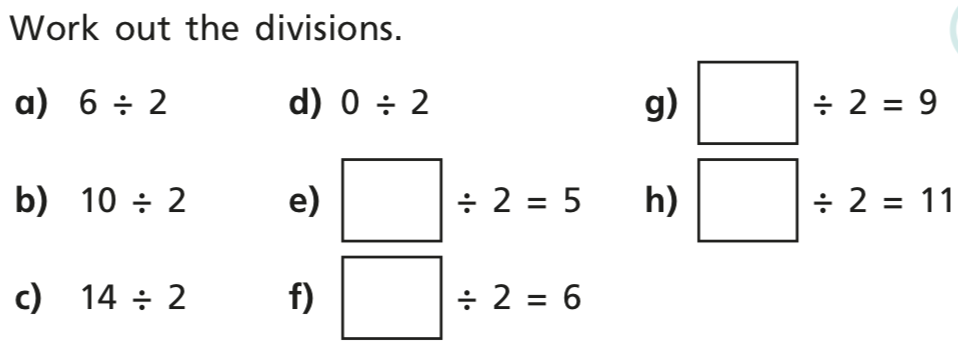 Work out the divisions.
a) 6 ÷ 2
b) 10 ÷ 2
c) 14 ÷ 2
d) 0 ÷ 2
e) ÷ 2 = 5
f) ÷ 2 = 6
g) ÷ 2 = 9
h) ÷ 2 = 11